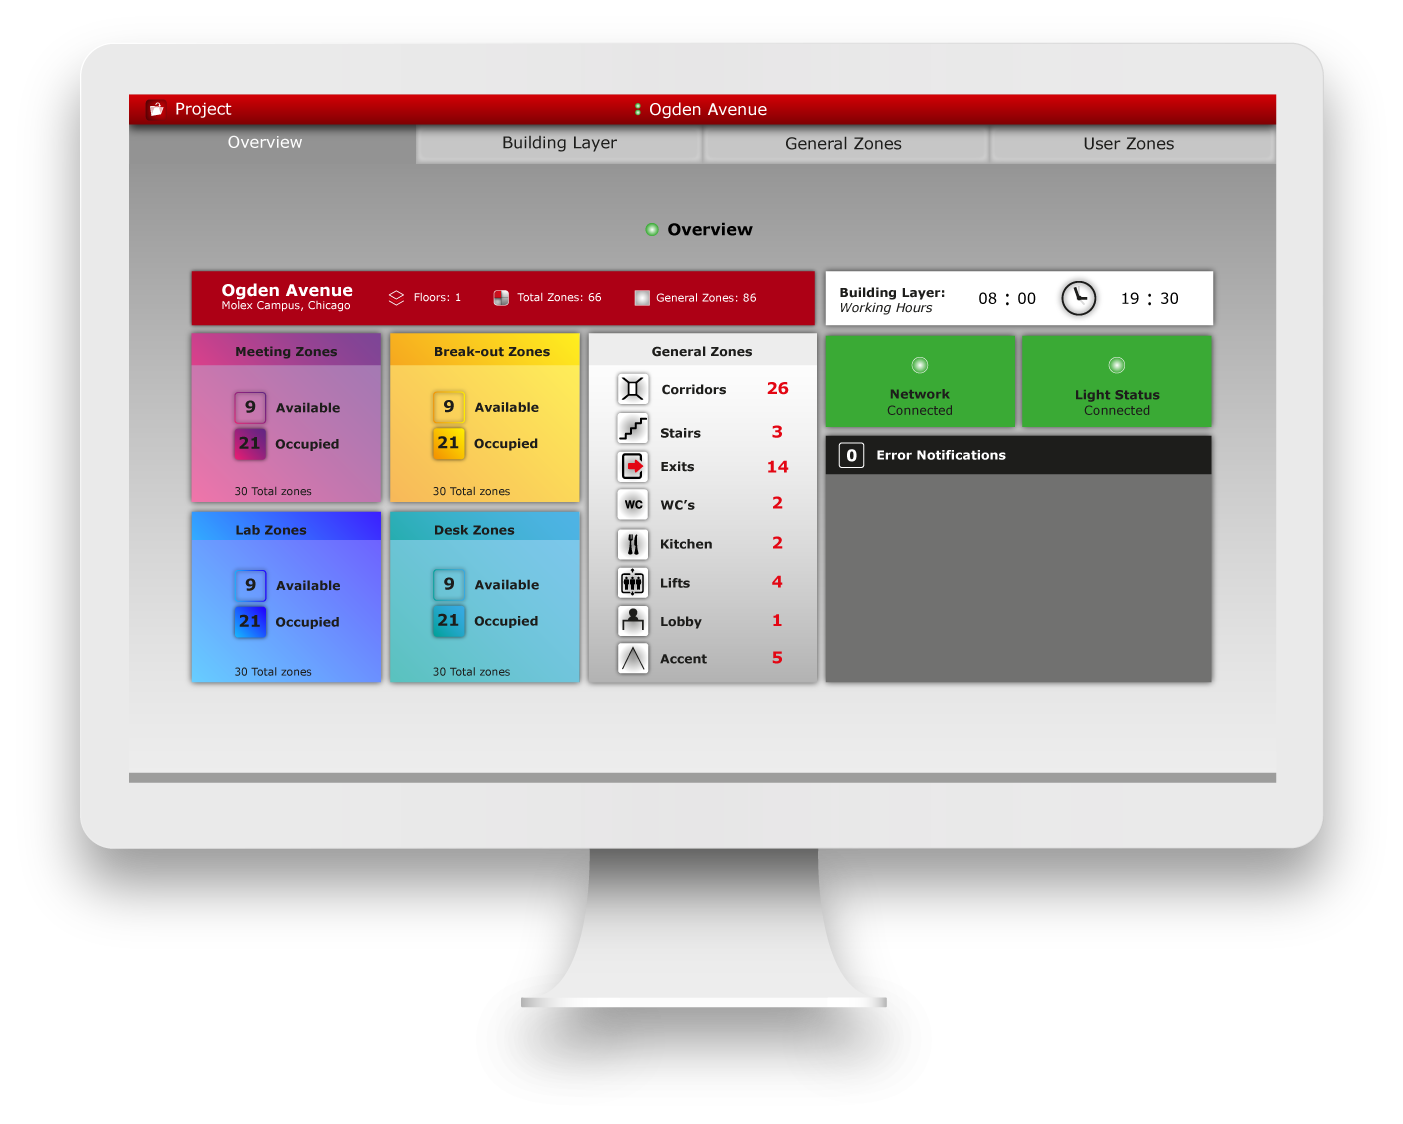 Project
Ogden Avenue
Overview
Building Layer
General Zones
User Zones
Overview
Ogden Avenue
Molex Campus, Chicago
Floors: 1
Total Zones: 66
General Zones: 86
Building Layer:
Working Hours
08 : 00
19 : 30
Meeting Zones
9 Available
21 Occupied
30 Total zones
Break-out Zones
9 Available
21 Occupied
30 Total zones
Lab Zones
9 Available
21 Occupied
30 Total zones
Desk Zones
9 Available
21 Occupied
30 Total zones
General Zones
Corridors 26
Stairs 3
Exits 14
WC WC’s 2
Kitchen 2
Lifts 4
Lobby 1
Accent 5
Network
Connected
Light Status
Connected
0 Error Notifications